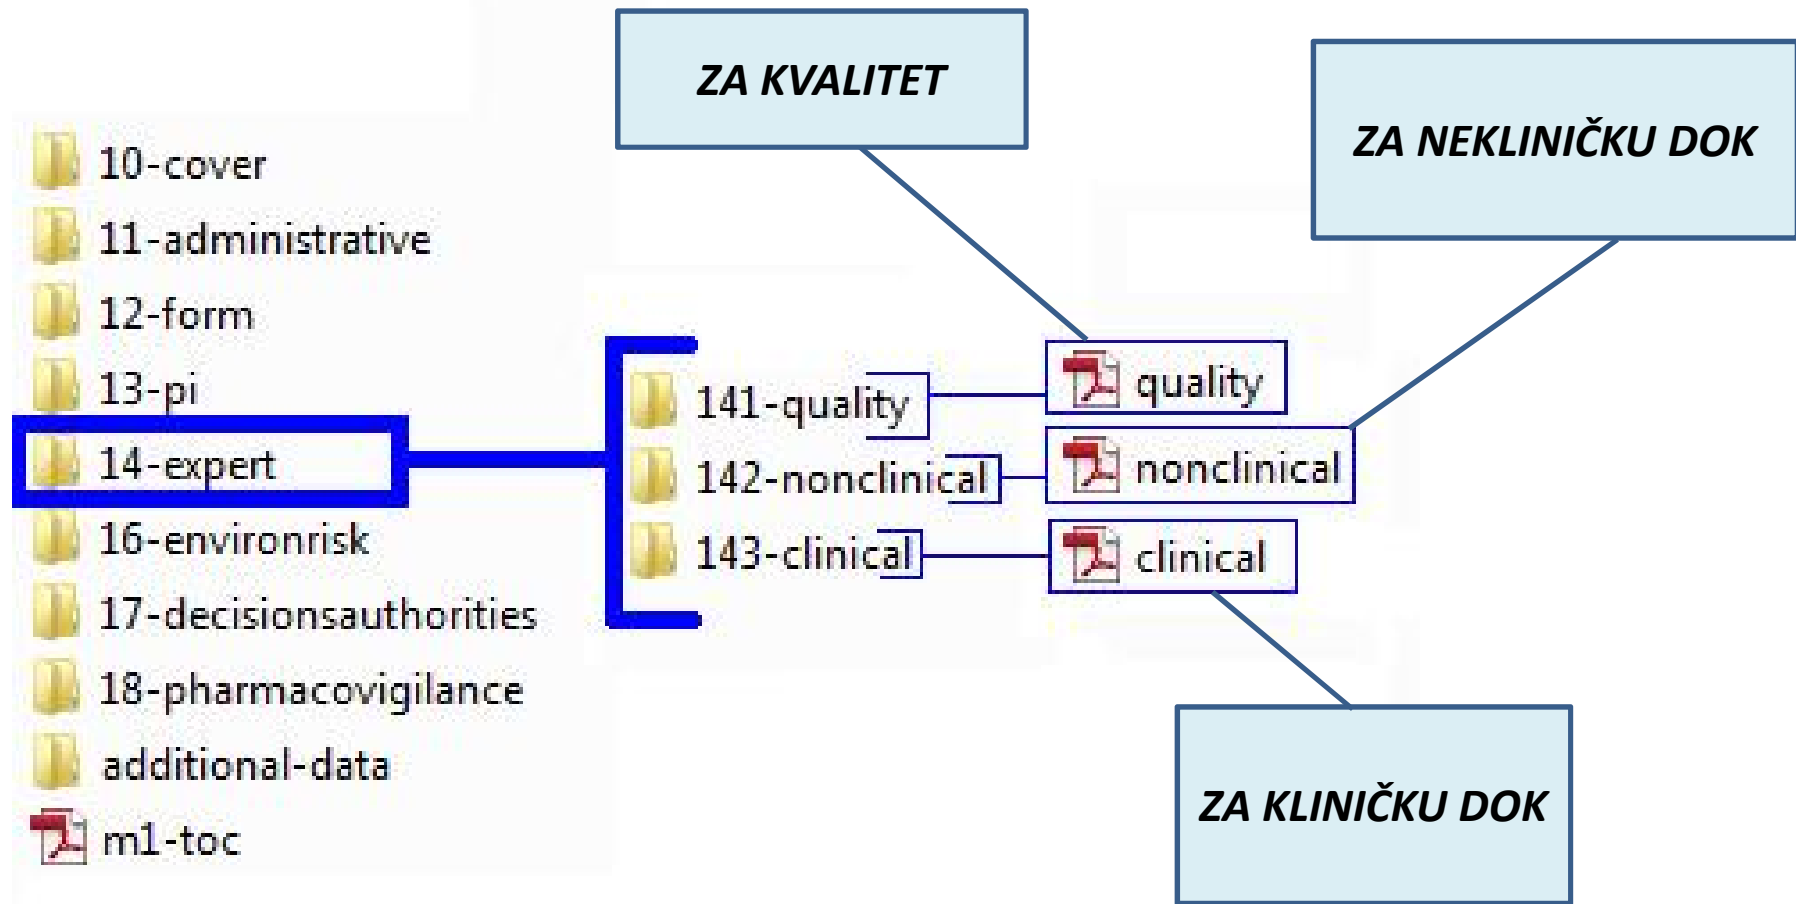 ZA KVALITET
ZA NEKLINIČKU DOK
10-cover
11-administrative
12-form
13-pi
14-expert
16-environrisk
17-decisionsauthorities
18-pharmacovigilance
additional-data
m1-toc
141-quality
142-nonclinical
143-clinical
quality
nonclinical
clinical
ZA KLINIČKU DOK